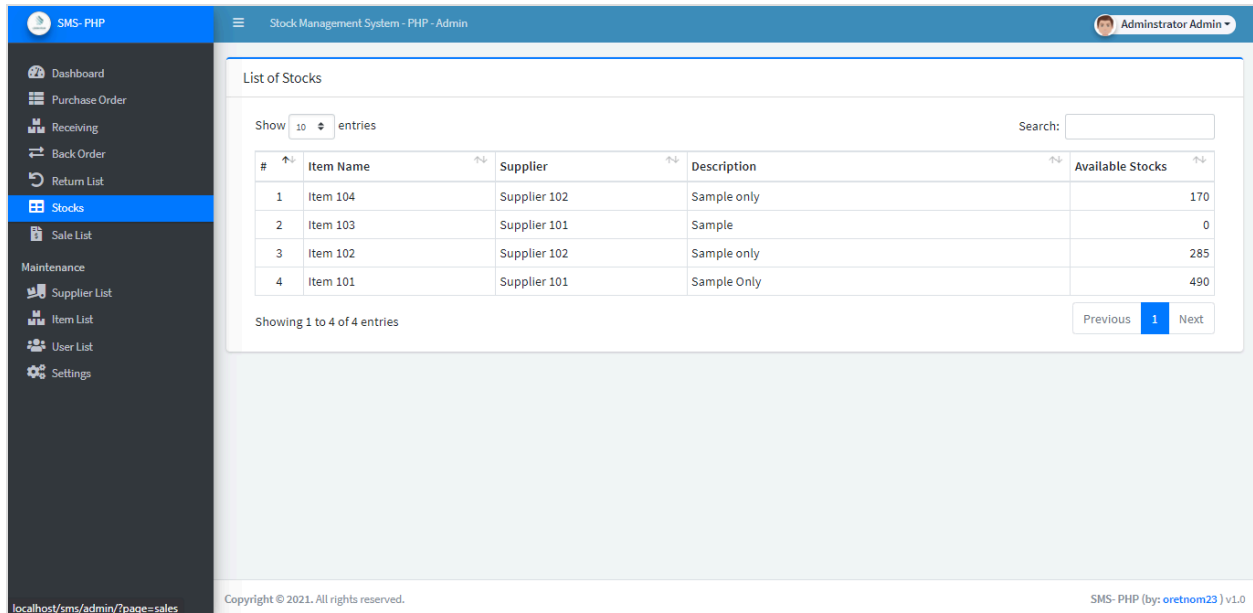 SMS- PHP
Stock Management System - PHP - Admin
Adminstrator Admin
Dashboard
Purchase Order
Receiving
Back Order
Return List
Stocks
Sale List
Maintenance
Supplier List
Item List
User List
Settings
List of Stocks
Show 10 entries
Search:
# Item Name Supplier Description Available Stocks
1 Item 104 Supplier 102 Sample only 170
2 Item 103 Supplier 101 Sample 0
3 Item 102 Supplier 102 Sample only 285
4 Item 101 Supplier 101 Sample Only 490
Showing 1 to 4 of 4 entries
Previous 1 Next
localhost/sms/admin/?page=sales
Copyright © 2021. All rights reserved.
SMS- PHP (by: oretnom23 ) v1.0